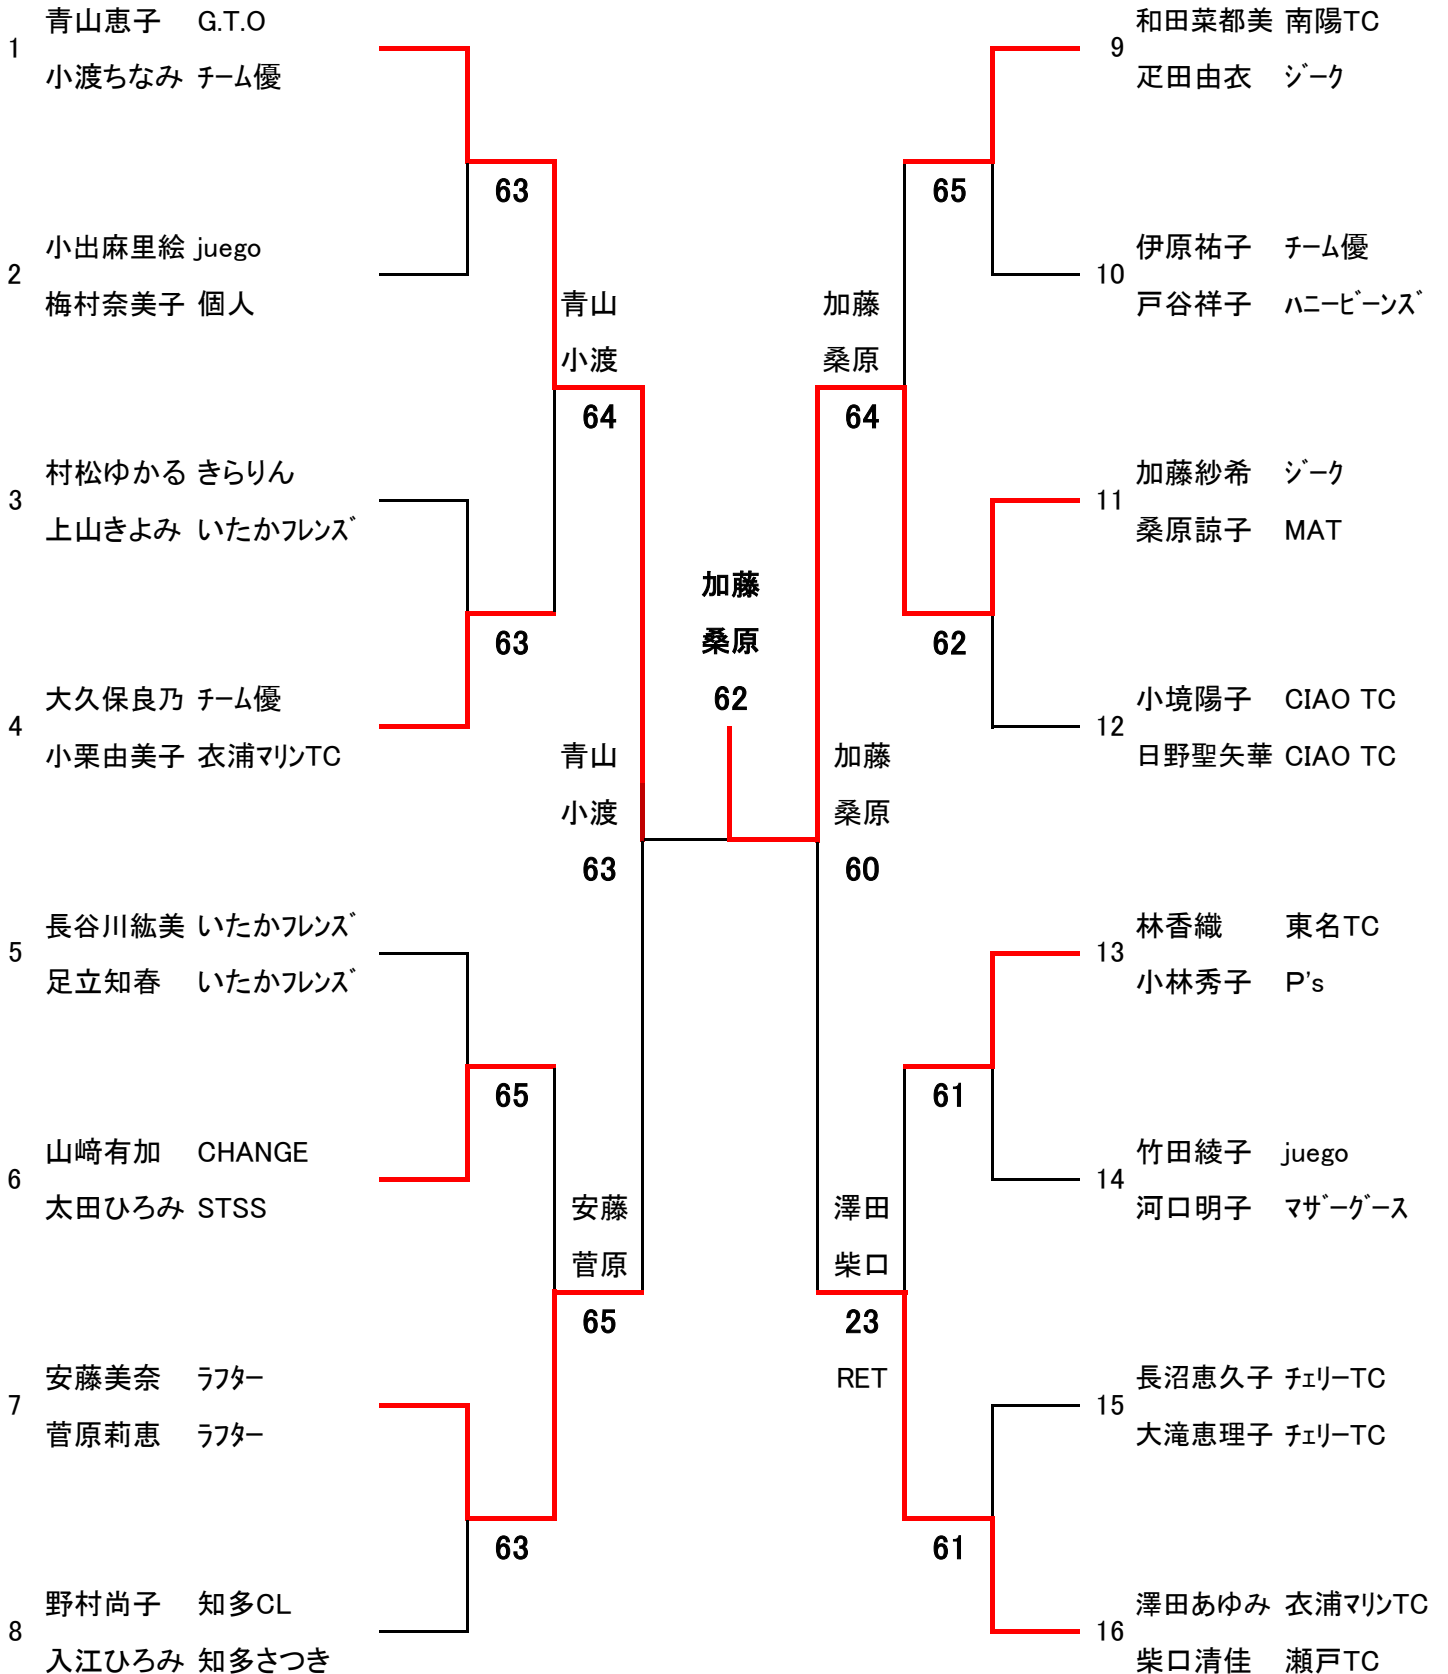 青山恵子 G.T.O
1
小渡ちなみ ﾁｰﾑ優
63
小出麻里絵 juego
2
梅村奈美子 個人
青山
小渡
64
村松ゆかる きらりん
3
上山きよみ いたかﾌﾚﾝｽﾞ
63
大久保良乃 ﾁｰﾑ優
4
小栗由美子 衣浦ﾏﾘﾝTC
青山
小渡
63
長谷川紘美 いたかﾌﾚﾝｽﾞ
5
足立知春 いたかﾌﾚﾝｽﾞ
65
山﨑有加 CHANGE
6
太田ひろみ STSS
安藤
菅原
65
安藤美奈 ﾗﾌﾀｰ
7
菅原莉恵 ﾗﾌﾀｰ
63
野村尚子 知多CL
8
入江ひろみ 知多さつき
加藤
桑原
62
和田菜都美 南陽TC
9
疋田由衣 ｼﾞｰｸ
65
伊原祐子 ﾁｰﾑ優
10
戸谷祥子 ﾊﾆｰﾋﾞｰﾝｽﾞ
加藤
桑原
64
加藤紗希 ｼﾞｰｸ
11
桑原諒子 MAT
62
小境陽子 CIAO TC
12
日野聖矢華 CIAO TC
加藤
桑原
60
林香織 東名TC
13
小林秀子 P's
61
竹田綾子 juego
14
河口明子 ﾏｻﾞｰｸﾞｰｽ
澤田
柴口
23
RET
長沼恵久子 ﾁｪﾘｰTC
15
大滝恵理子 ﾁｪﾘｰTC
61
澤田あゆみ 衣浦ﾏﾘﾝTC
16
柴口清佳 瀬戸TC